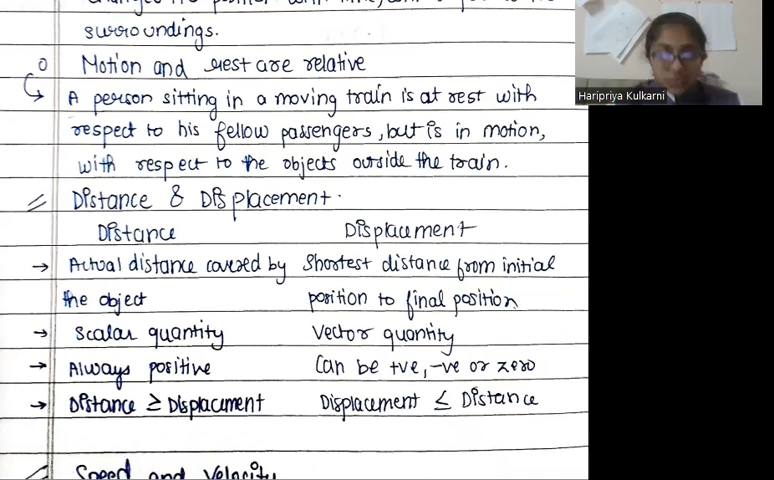 surroundings.
Motion and rest are relative
A person sitting in a moving train is at rest with
respect to his fellow passengers, but is in motion,
with respect to the objects outside the train.
Distance & Displacement.
Distance Displacement
→ Actual distance covered by Shortest distance from initial
the object position to final position
→ Scalar quantity Vector quantity
→ Always positive Can be +ve, -ve or zero
→ Distance ≥ Displacement Displacement ≤ Distance
Speed and Velocity
Haripriya Kulkarni